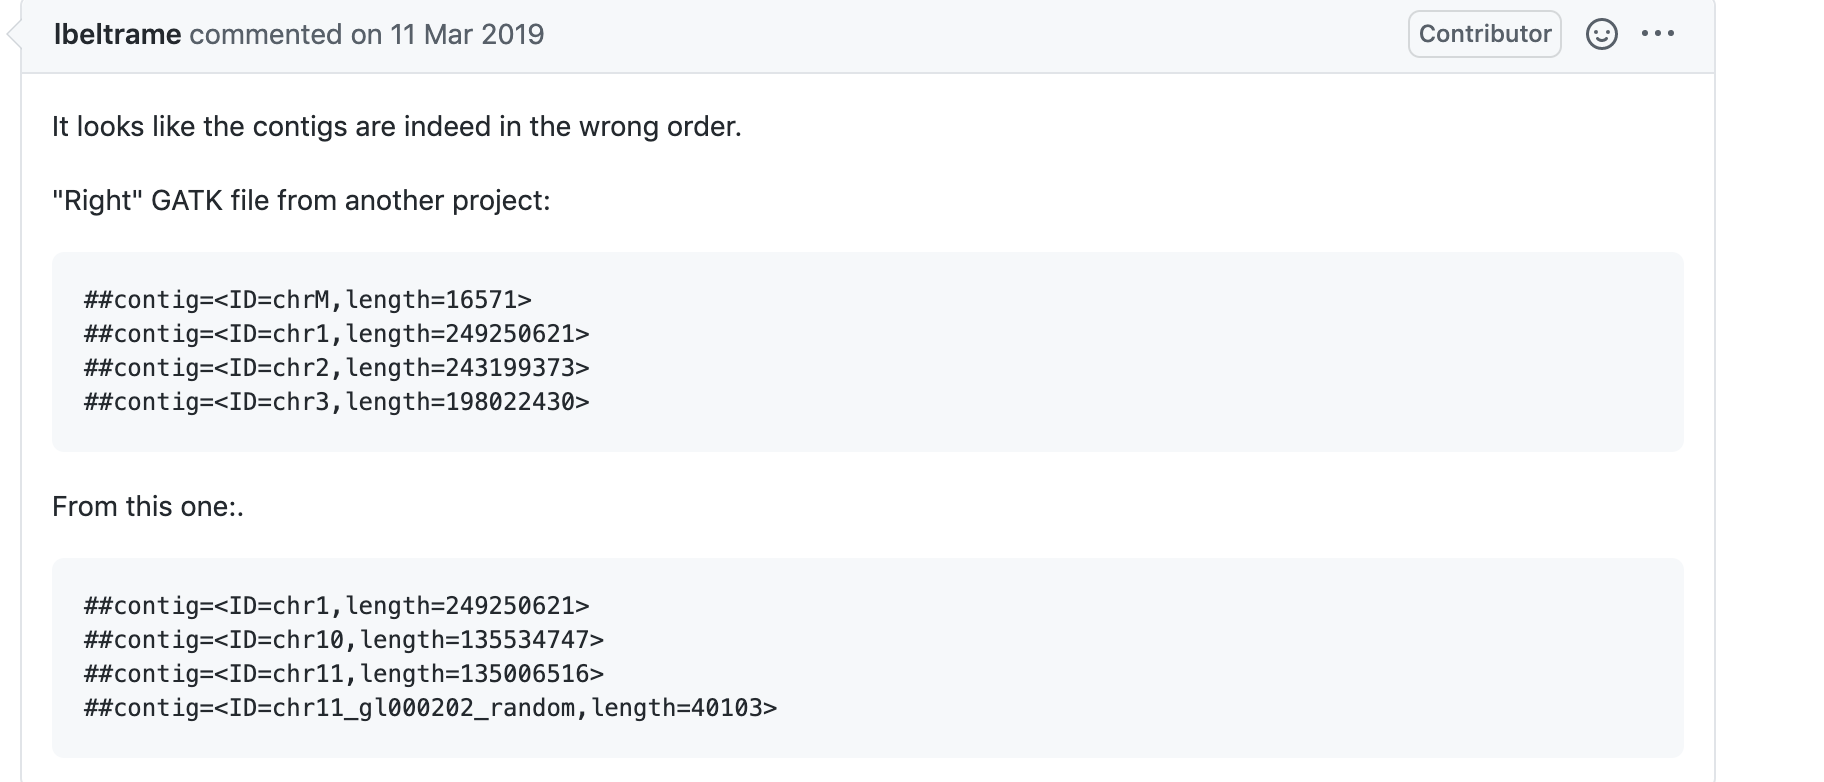 lbeltrame commented on 11 Mar 2019
Contributor
It looks like the contigs are indeed in the wrong order.
"Right" GATK file from another project:
##contig=<ID=chrM,length=16571>
##contig=<ID=chr1,length=249250621>
##contig=<ID=chr2,length=243199373>
##contig=<ID=chr3,length=198022430>
From this one:.
##contig=<ID=chr1,length=249250621>
##contig=<ID=chr10,length=135534747>
##contig=<ID=chr11,length=135006516>
##contig=<ID=chr11_gl000202_random,length=40103>